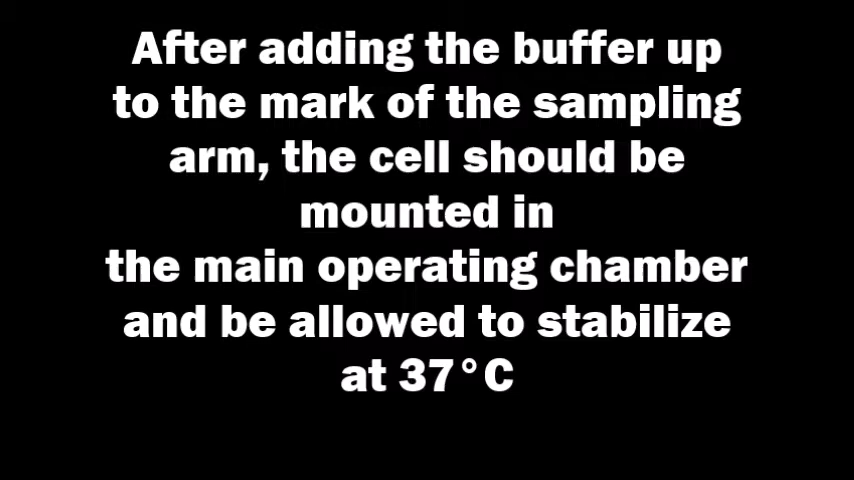 After adding the buffer up
to the mark of the sampling
arm, the cell should be
mounted in
the main operating chamber
and be allowed to stabilize
at 37°C